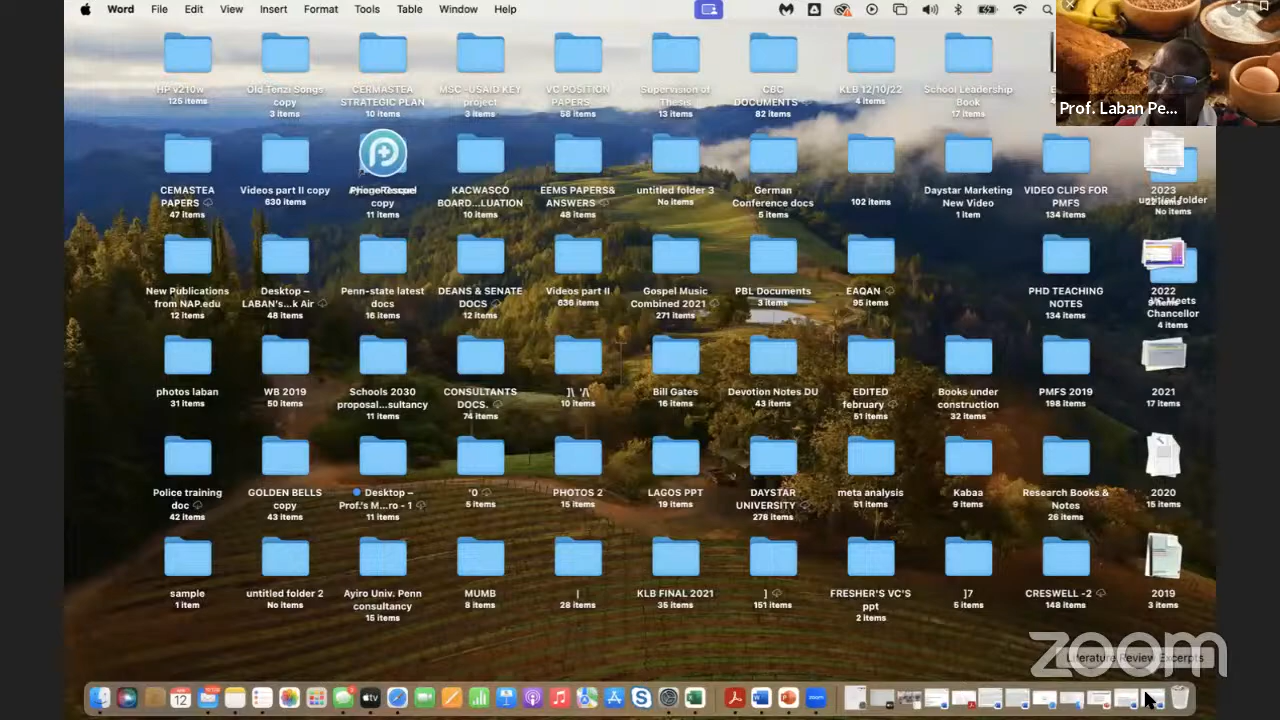 Word File Edit View Insert Format Tools Table Window Help
Prof. Laban Pe...
HP v210w
125 items
Old Tenzi Songs
copy
3 items
CERMASTEA
STRATEGIC PLAN
10 items
MSC -USAID KEY
project
3 items
VC POSITION
PAPERS
58 items
Supervision of
Thesis
13 items
CBC
DOCUMENTS
82 items
KLB 12/10/22
4 items
School Leadership
Book
17 items
CEMASTEA
PAPERS
47 items
Videos part II copy
630 items
copy
11 items
KACWASCO
BOARD...LUATION
10 items
EEMS PAPERS&
ANSWERS
48 items
untitled folder 3
No items
German
Conference docs
5 items
102 items
Daystar Marketing
New Video
1 item
VIDEO CLIPS FOR
PMFS
134 items
2023
untitled folder
No items
New Publications
from NAP.edu
12 items
Desktop –
LABAN's...k Air
48 items
Penn-state latest
docs
16 items
DEANS & SENATE
DOCS
12 items
Videos part II
636 items
Gospel Music
Combined 2021
271 items
PBL Documents
3 items
EAQAN
95 items
PHD TEACHING
NOTES
134 items
2022
VC Meets
Chancellor
4 items
photos laban
31 items
WB 2019
50 items
Schools 2030
proposal...sultancy
11 items
CONSULTANTS
DOCS.
74 items
]\ '/\
10 items
Bill Gates
16 items
Devotion Notes DU
43 items
EDITED
february
51 items
Books under
construction
32 items
PMFS 2019
198 items
2021
17 items
Police training
doc
42 items
GOLDEN BELLS
copy
43 items
Desktop –
Prof.'s M...ro - 1
11 items
'0
5 items
PHOTOS 2
15 items
LAGOS PPT
19 items
DAYSTAR
UNIVERSITY
278 items
meta analysis
51 items
Kabaa
9 items
Research Books &
Notes
26 items
2020
15 items
sample
1 item
untitled folder 2
No items
Ayiro Univ. Penn
consultancy
15 items
MUMB
8 items
|
28 items
KLB FINAL 2021
35 items
]
151 items
FRESHER'S VC's
ppt
2 items
]7
5 items
CRESWELL -2
148 items
2019
3 items
zoom
Literature Review Excerpts
12
zoom